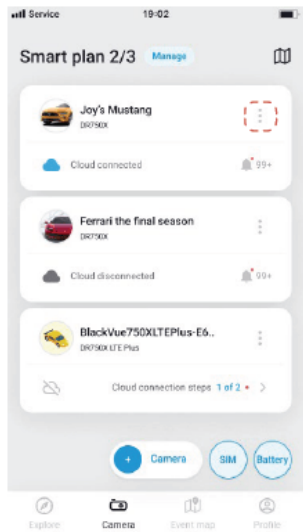 Service 19:02
Smart plan 2/3 Manage
Joy's Mustang
DR750X
Cloud connected 99+
Ferrari the final season
DR750X
Cloud disconnected 99+
BlackVue750XLTEPlus-E6..
DR750X LTE Plus
Cloud connection steps 1 of 2
+ Camera SIM Battery
Explore Camera Event map Profile